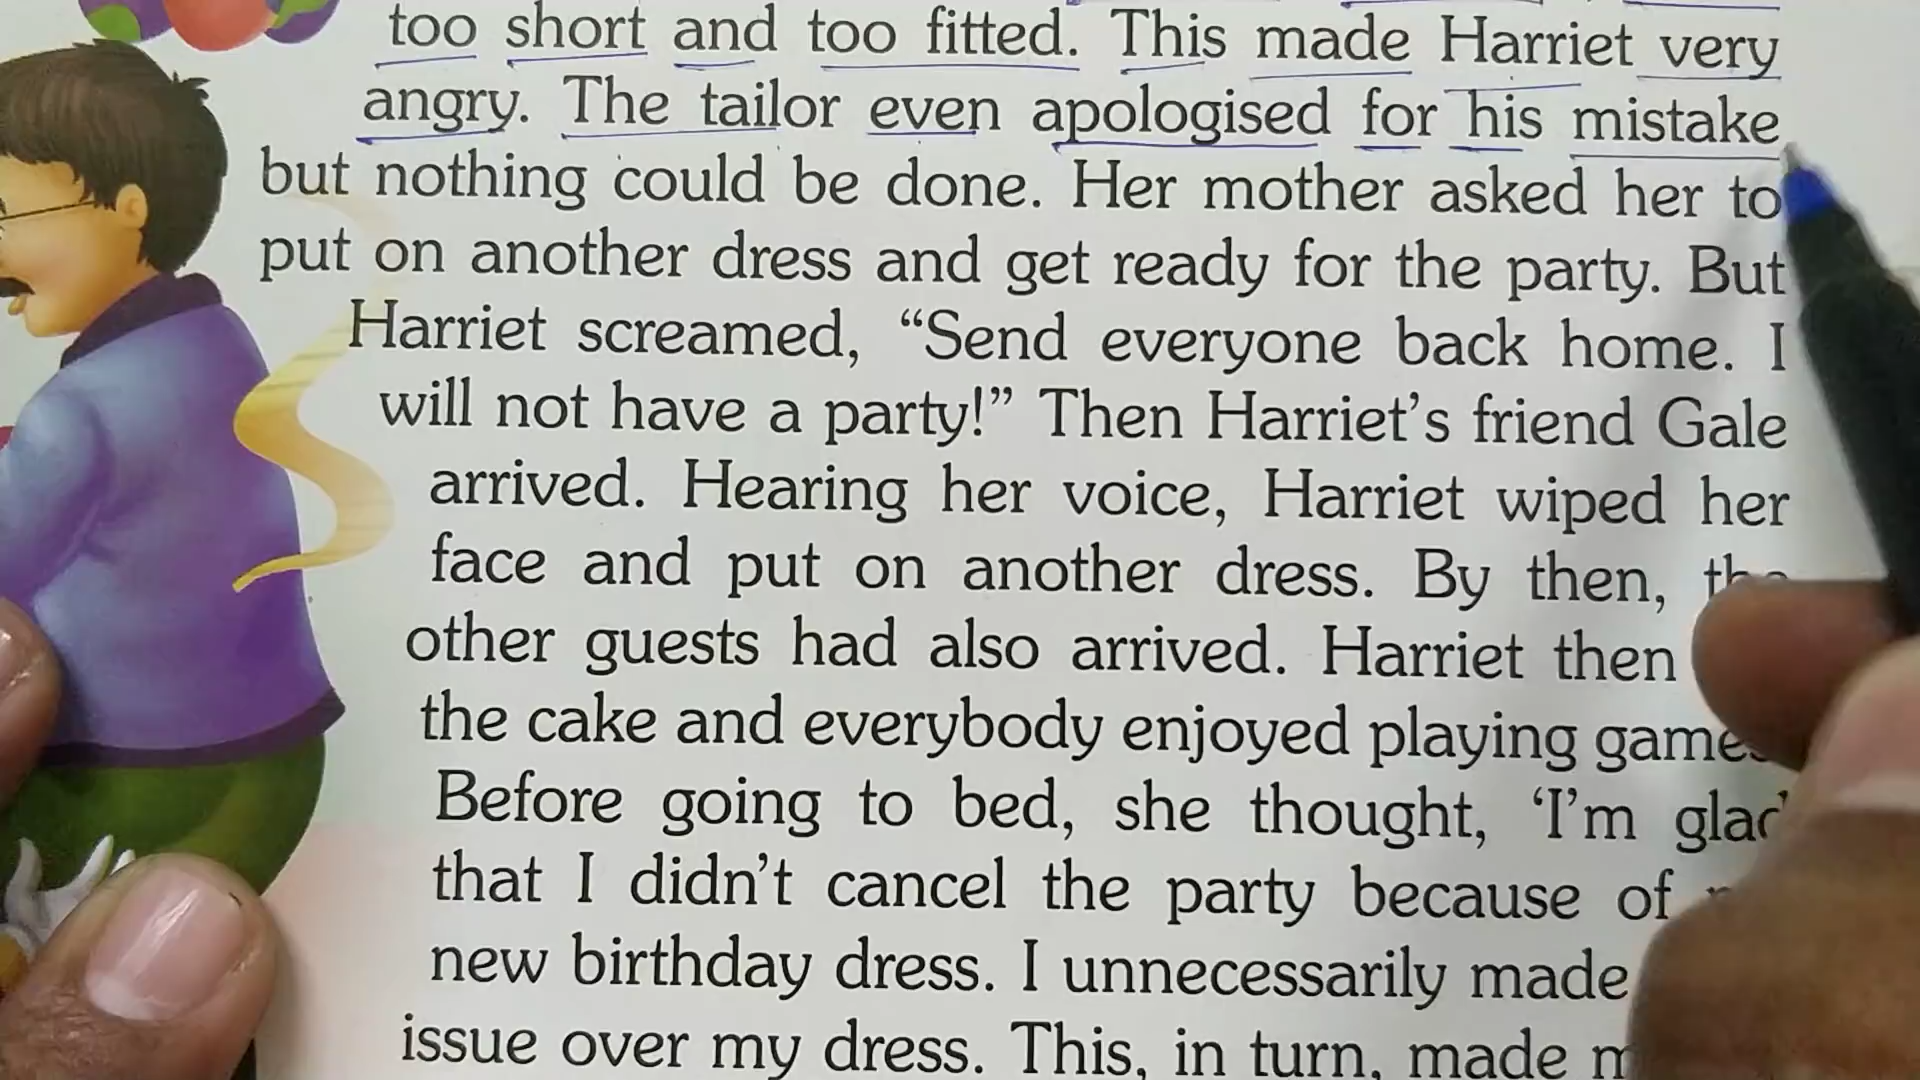 too short and too fitted. This made Harriet very
angry. The tailor even apologised for his mistake
but nothing could be done. Her mother asked her to
put on another dress and get ready for the party. But
Harriet screamed, “Send everyone back home. I
will not have a party!” Then Harriet’s friend Gale
arrived. Hearing her voice, Harriet wiped her
face and put on another dress. By then, the
other guests had also arrived. Harriet then
the cake and everybody enjoyed playing games
Before going to bed, she thought, ‘I’m glad
that I didn’t cancel the party because of
new birthday dress. I unnecessarily made
issue over my dress. This, in turn, made